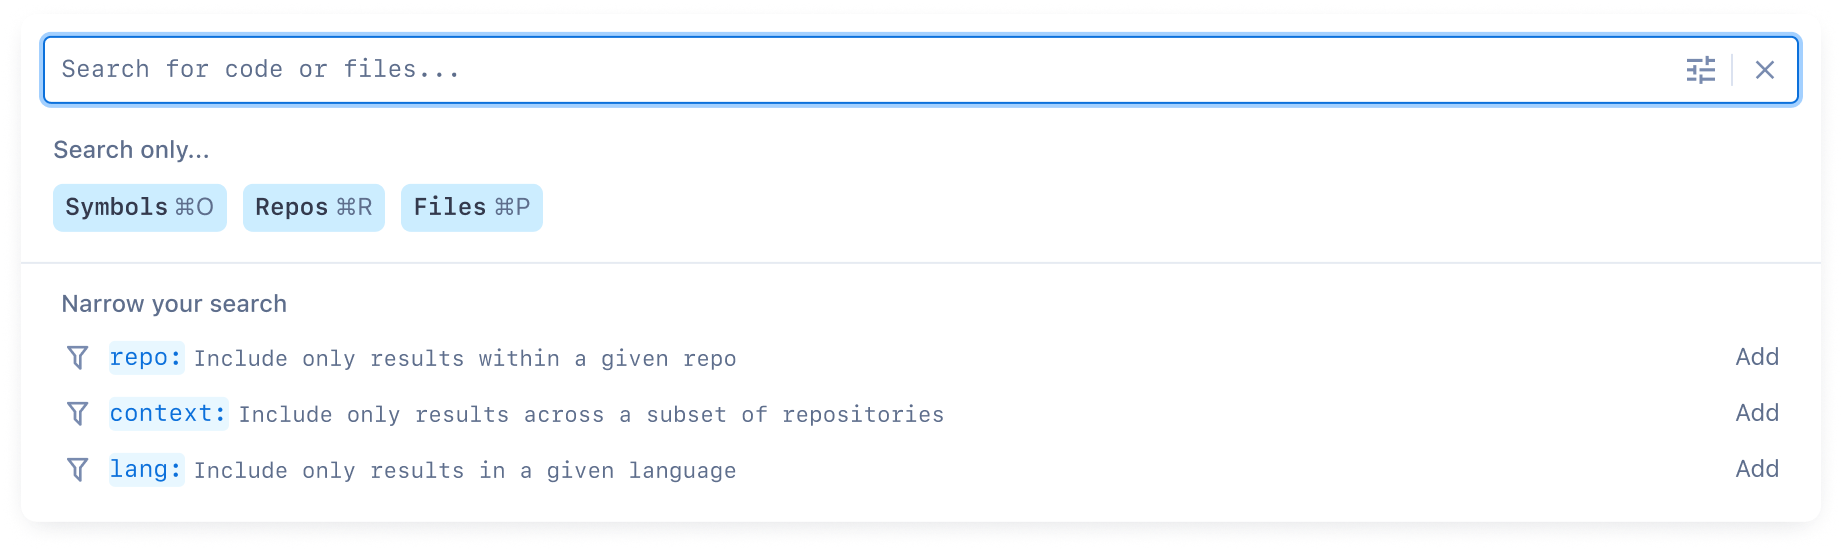 Search for code or files...
Search only...
Symbols ⌘O Repos ⌘R Files ⌘P
Narrow your search
repo: Include only results within a given repo Add
context: Include only results across a subset of repositories Add
lang: Include only results in a given language Add